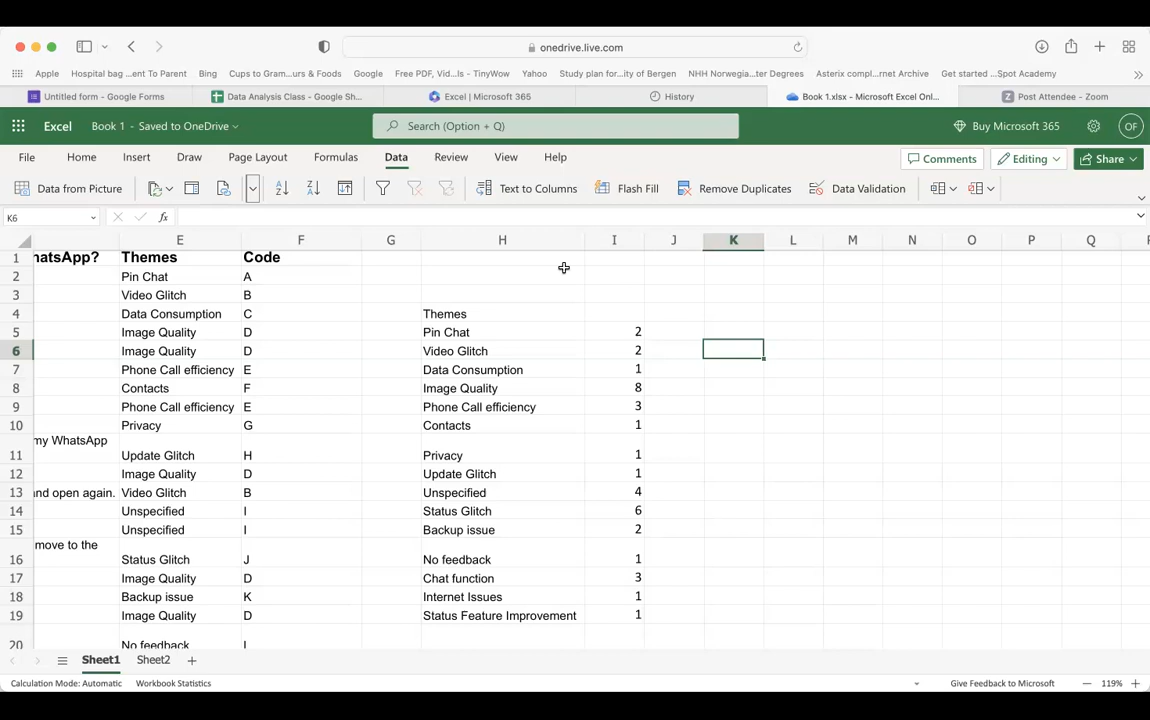 onedrive.live.com
Apple Hospital bag ...ent To Parent Bing Cups to Gram...urs & Foods Google Free PDF, Vid...ls - TinyWow Yahoo Study plan for...ity of Bergen NHH Norwegia...ter Degrees Asterix compl...rnet Archive Get started ...Spot Academy
Untitled form - Google Forms Data Analysis Class - Google Sh... Excel | Microsoft 365 History Book 1.xlsx - Microsoft Excel Onl... Post Attendee - Zoom
Excel Book 1 - Saved to OneDrive Search (Option + Q) Buy Microsoft 365 OF
File Home Insert Draw Page Layout Formulas Data Review View Help Comments Editing Share
Data from Picture Text to Columns Flash Fill Remove Duplicates Data Validation
K6 fx
E F G H I J K L M N O P Q
1 hatsApp? Themes Code
2 Pin Chat A
3 Video Glitch B
4 Data Consumption C Themes
5 Image Quality D Pin Chat 2
6 Image Quality D Video Glitch 2
7 Phone Call efficiency E Data Consumption 1
8 Contacts F Image Quality 8
9 Phone Call efficiency E Phone Call efficiency 3
10 Privacy G Contacts 1
my WhatsApp
11 Update Glitch H Privacy 1
12 Image Quality D Update Glitch 1
13 and open again. Video Glitch B Unspecified 4
14 Unspecified I Status Glitch 6
15 Unspecified I Backup issue 2
move to the
16 Status Glitch J No feedback 1
17 Image Quality D Chat function 3
18 Backup issue K Internet Issues 1
19 Image Quality D Status Feature Improvement 1
20 No feedback L
Sheet1 Sheet2
Calculation Mode: Automatic Workbook Statistics Give Feedback to Microsoft 119%